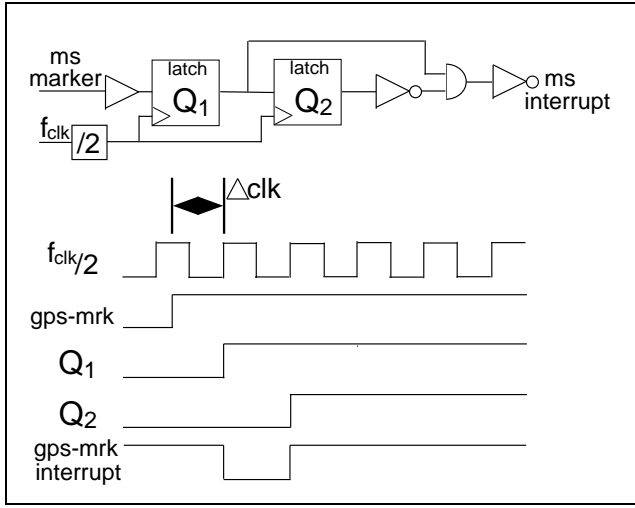 ms
marker
latch
Q1
latch
Q2
ms
interrupt
fclk
/2
△clk
fclk/2
gps-mrk
Q1
Q2
gps-mrk
interrupt